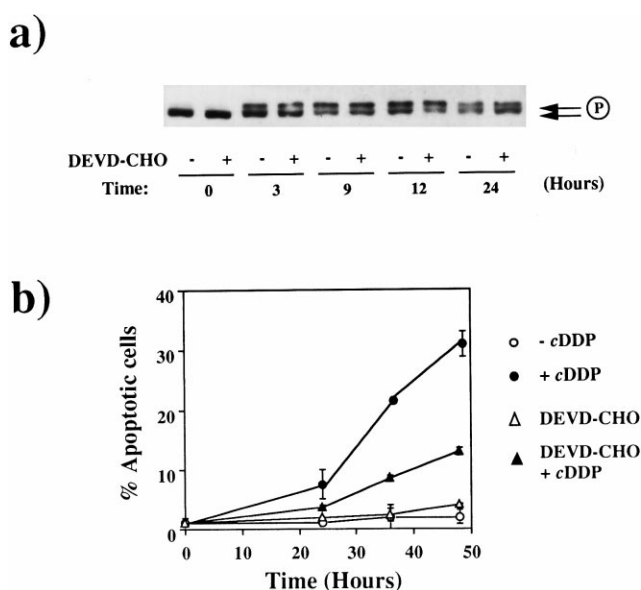 a)
P
DEVD-CHO - + - + - + - + - +
Time: 0 3 9 12 24 (Hours)
b)
40
30
20
10
0
% Apoptotic cells
0 10 20 30 40 50
Time (Hours)
- cDDP
+ cDDP
DEVD-CHO
DEVD-CHO
+ cDDP